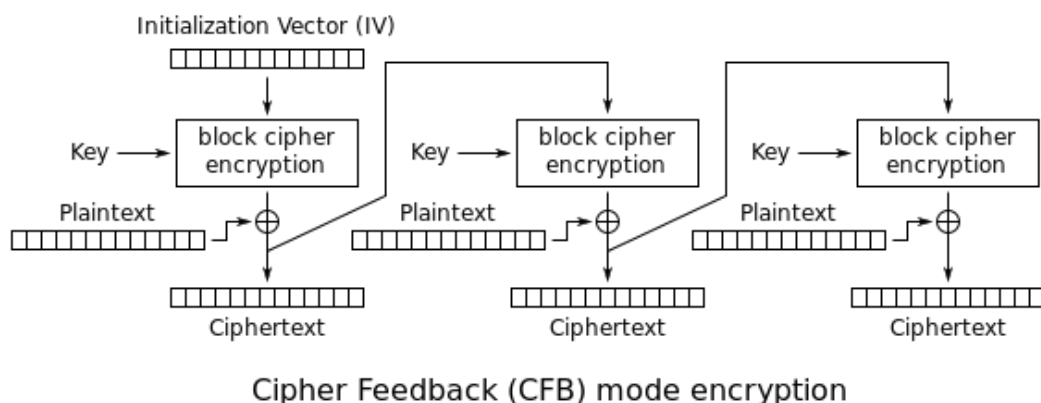 Initialization Vector (IV)
Key
block cipher
encryption
Key
block cipher
encryption
Key
block cipher
encryption
Plaintext
Plaintext
Plaintext
Ciphertext
Ciphertext
Ciphertext
Cipher Feedback (CFB) mode encryption